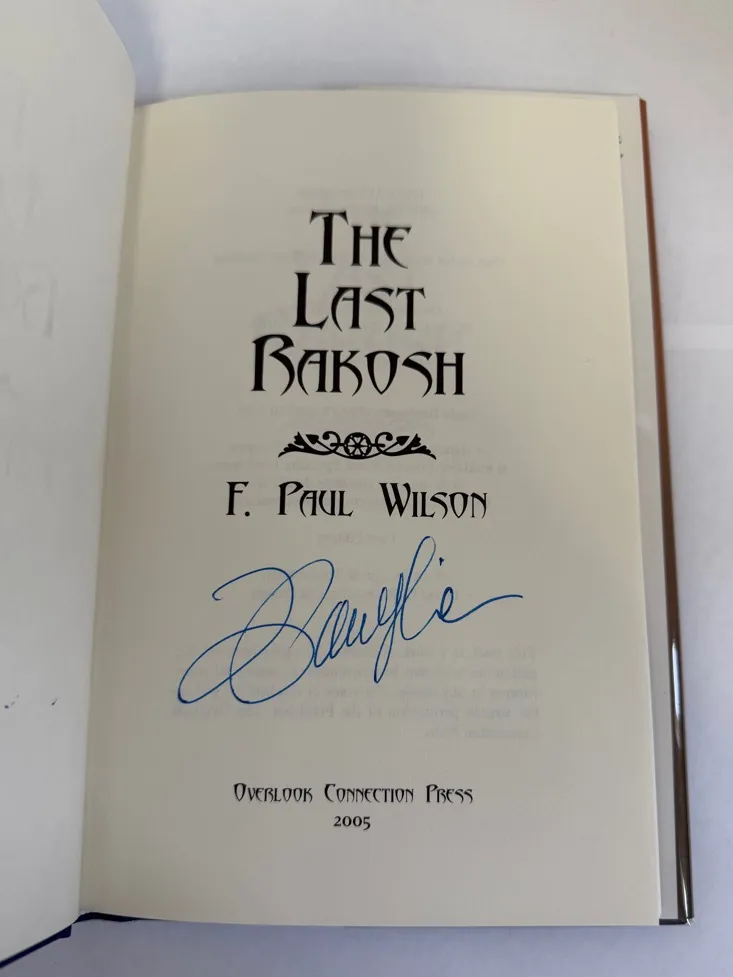 The
Last
Rakosh
F. Paul Wilson
Overlook Connection Press
2005